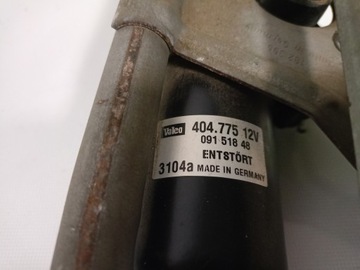 Valeo 404.775 12V
091 518 48
ENTSTÖRT
3104a MADE IN GERMANY